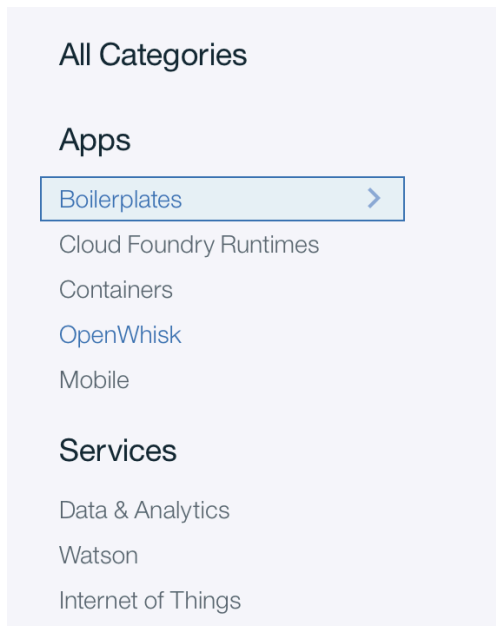 All Categories
Apps
Boilerplates
Cloud Foundry Runtimes
Containers
OpenWhisk
Mobile
Services
Data & Analytics
Watson
Internet of Things